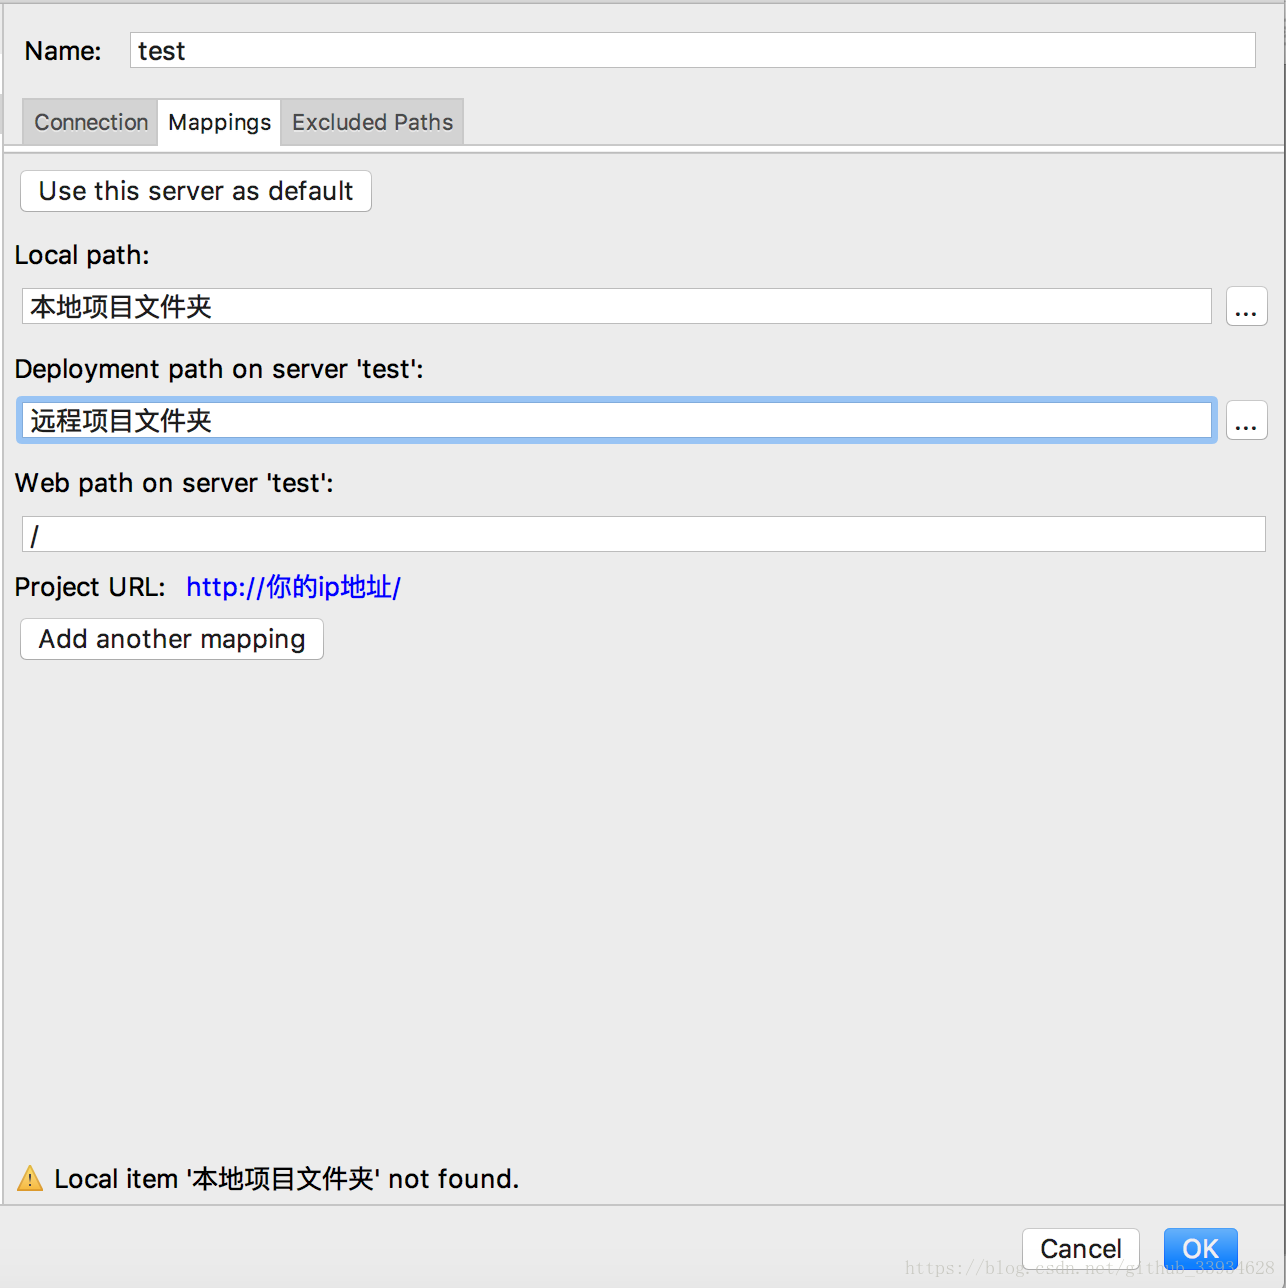 Name: test
Connection Mappings Excluded Paths
Use this server as default
Local path:
本地项目文件夹 ...
Deployment path on server 'test':
远程项目文件夹 ...
Web path on server 'test':
/
Project URL: http://你的ip地址/
Add another mapping
Local item '本地项目文件夹' not found.
Cancel OK
https://blog.csdn.net/github_33934628